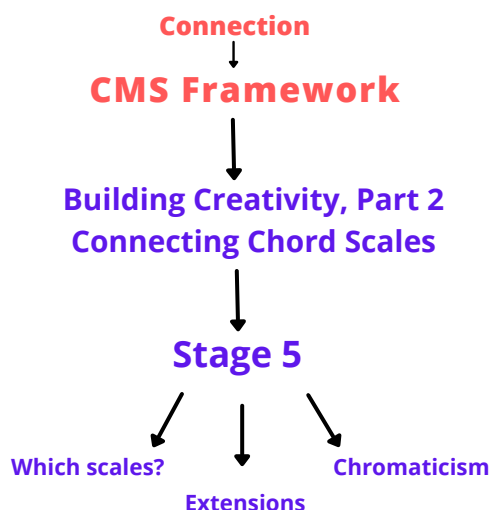 Connection
CMS Framework
Building Creativity, Part 2
Connecting Chord Scales
Stage 5
Which scales?
Chromaticism
Extensions